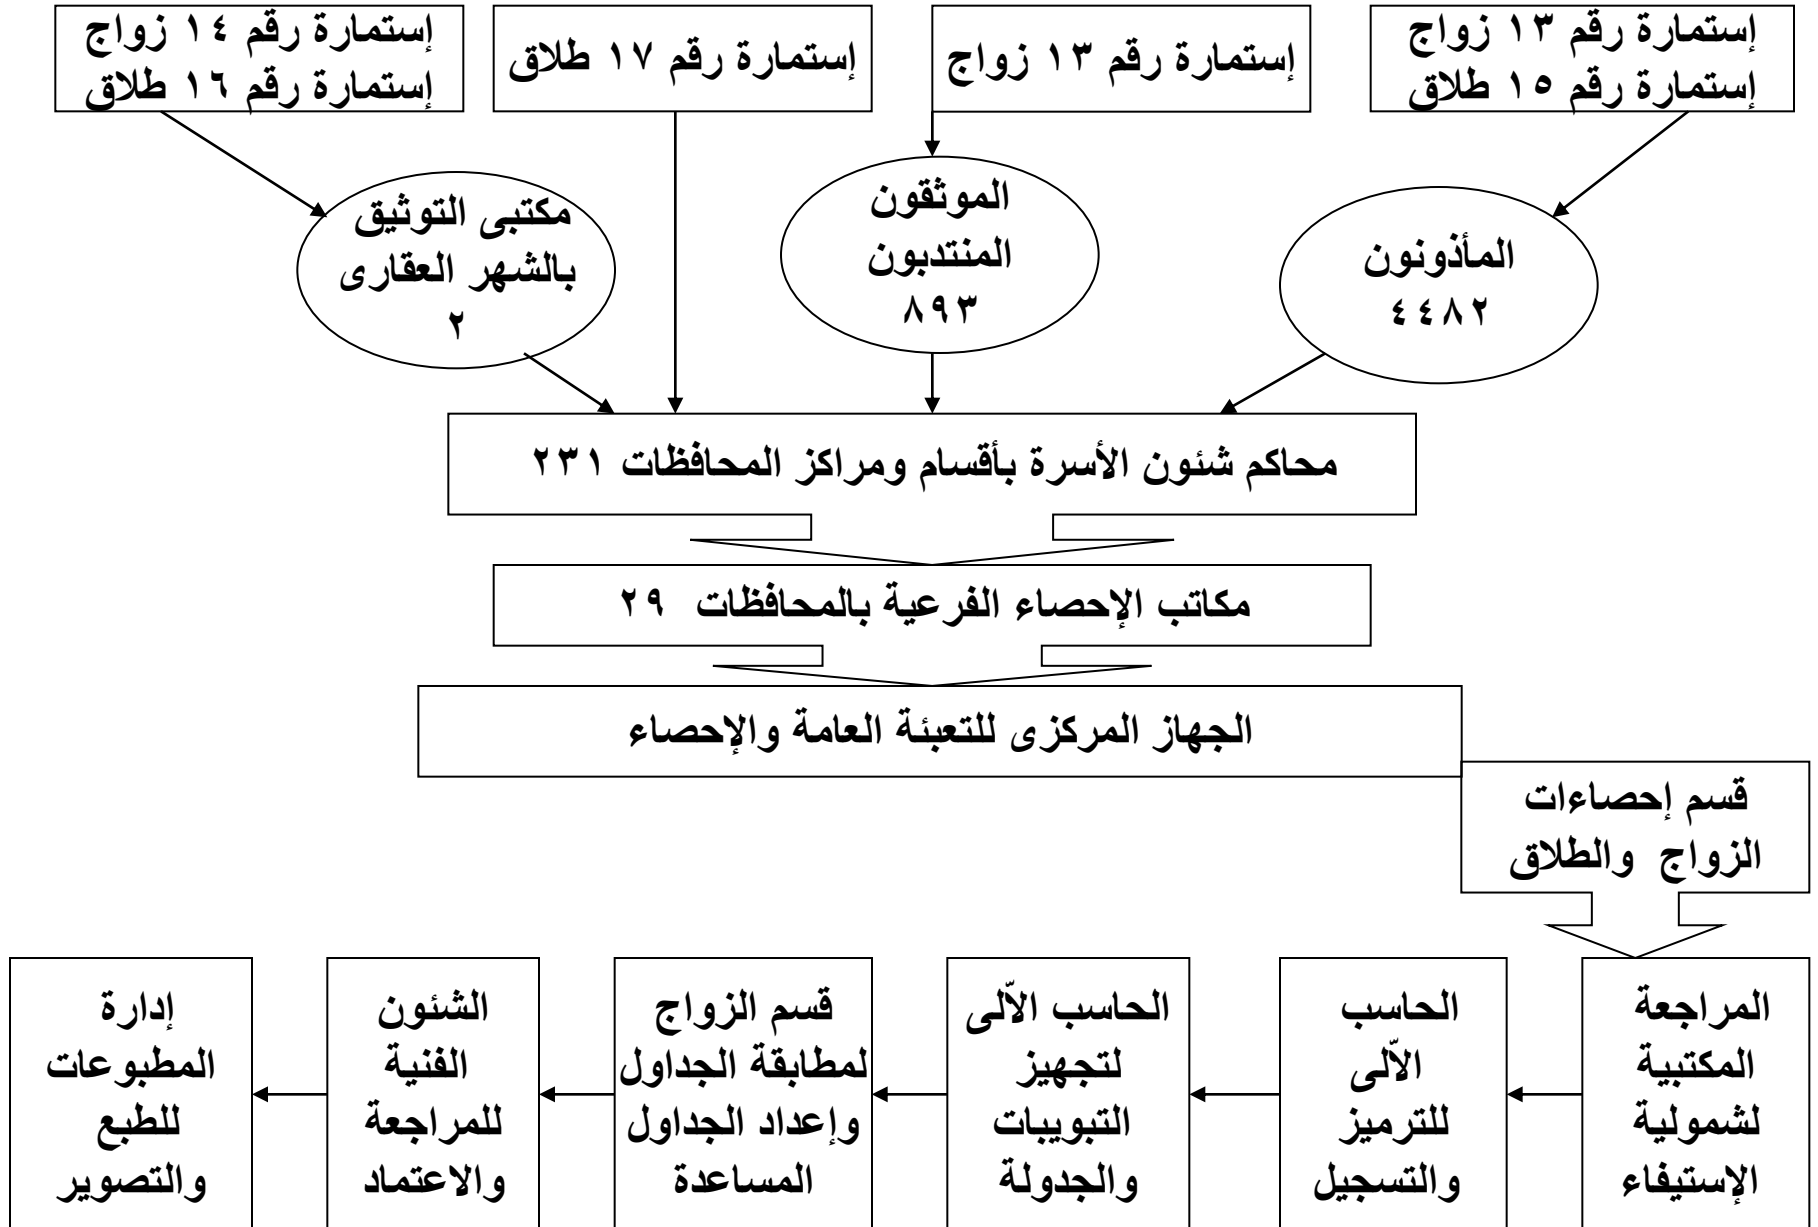 إستمارة رقم ١٣ زواج
إستمارة رقم ١٥ طلاق
إستمارة رقم ١٣ زواج
إستمارة رقم ١٧ طلاق
إستمارة رقم ١٤ زواج
إستمارة رقم ١٦ طلاق
المأذونون
٤٤٨٢
الموثقون
المنتدبون
٨٩٣
مكتبى التوثيق
بالشهر العقارى
٢
محاكم شئون الأسرة بأقسام ومراكز المحافظات ٢٣١
مكاتب الإحصاء الفرعية بالمحافظات ٢٩
الجهاز المركزى للتعبئة العامة والإحصاء
قسم إحصاءات
الزواج والطلاق
المراجعة
المكتبية
لشمولية
الإستيفاء
الحاسب
الآلى
للترميز
والتسجيل
الحاسب الآلى
لتجهيز
التبويبات
والجدولة
قسم الزواج
لمطابقة الجداول
وإعداد الجداول
المساعدة
الشئون
الفنية
للمراجعة
والاعتماد
إدارة
المطبوعات
للطبع
والتصوير